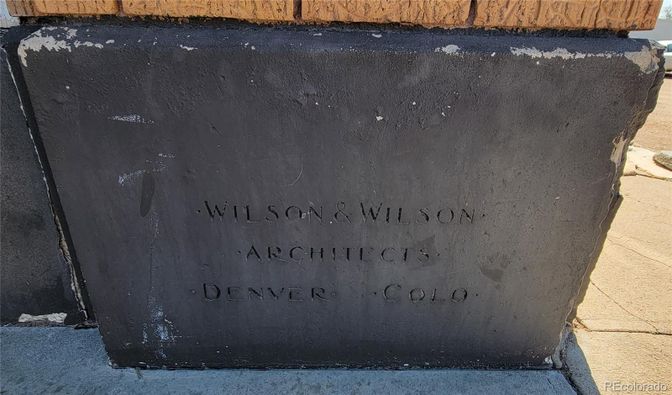 ·WILSON & WILSON·
·ARCHITECTS·
·DENVER· ·COLO·
REcolorado